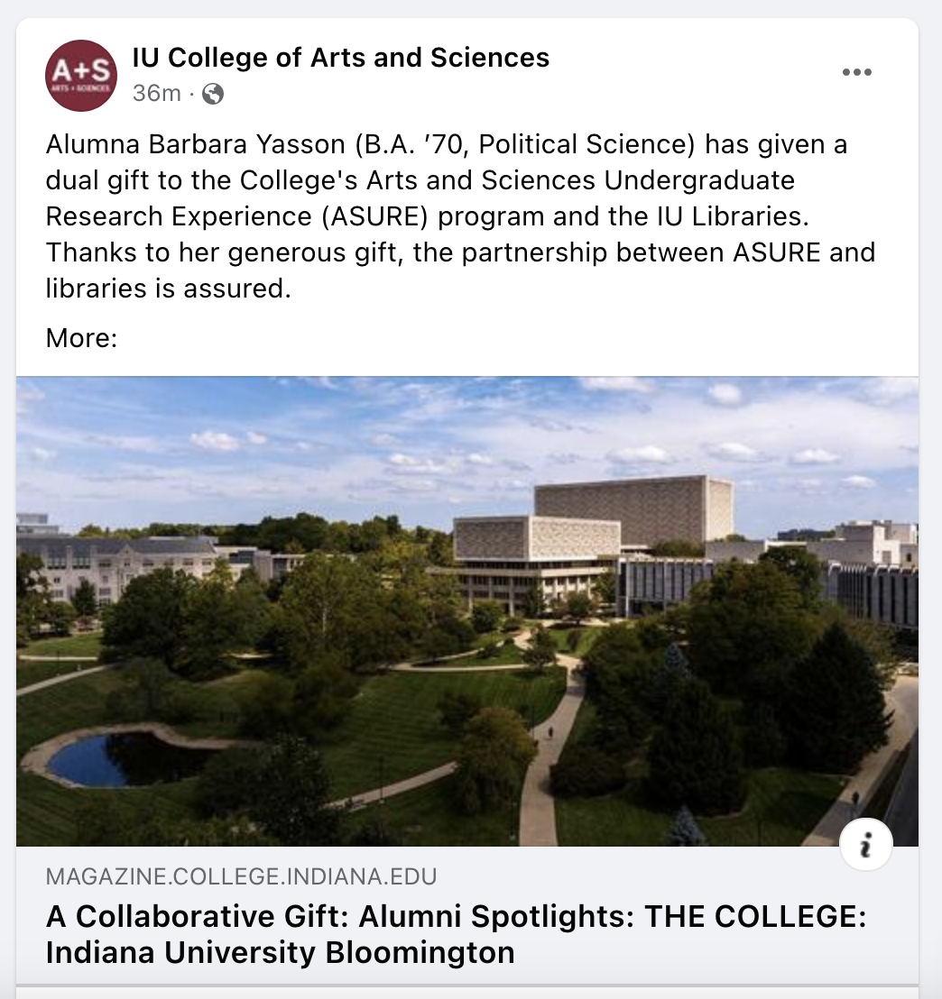 A+S
ARTS + SCIENCES
IU College of Arts and Sciences
36m ·
Alumna Barbara Yasson (B.A. ’70, Political Science) has given a
dual gift to the College's Arts and Sciences Undergraduate
Research Experience (ASURE) program and the IU Libraries.
Thanks to her generous gift, the partnership between ASURE and
libraries is assured.
More:
i
MAGAZINE.COLLEGE.INDIANA.EDU
A Collaborative Gift: Alumni Spotlights: THE COLLEGE:
Indiana University Bloomington